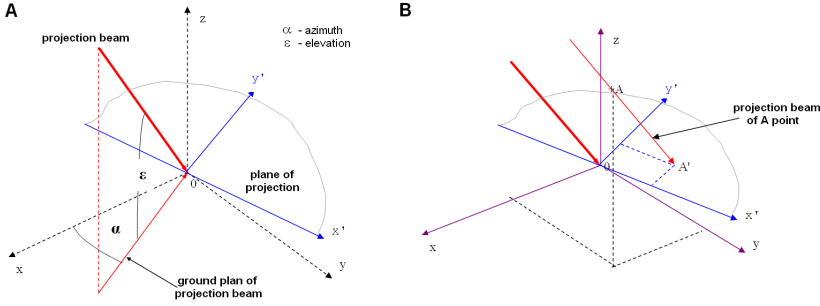 A
z
α - azimuth
ε - elevation
projection beam
y'
plane of
projection
ε
0
α
x'
x
y
ground plan of
projection beam
B
z
A
y'
projection beam
of A point
0
A'
x'
x
y